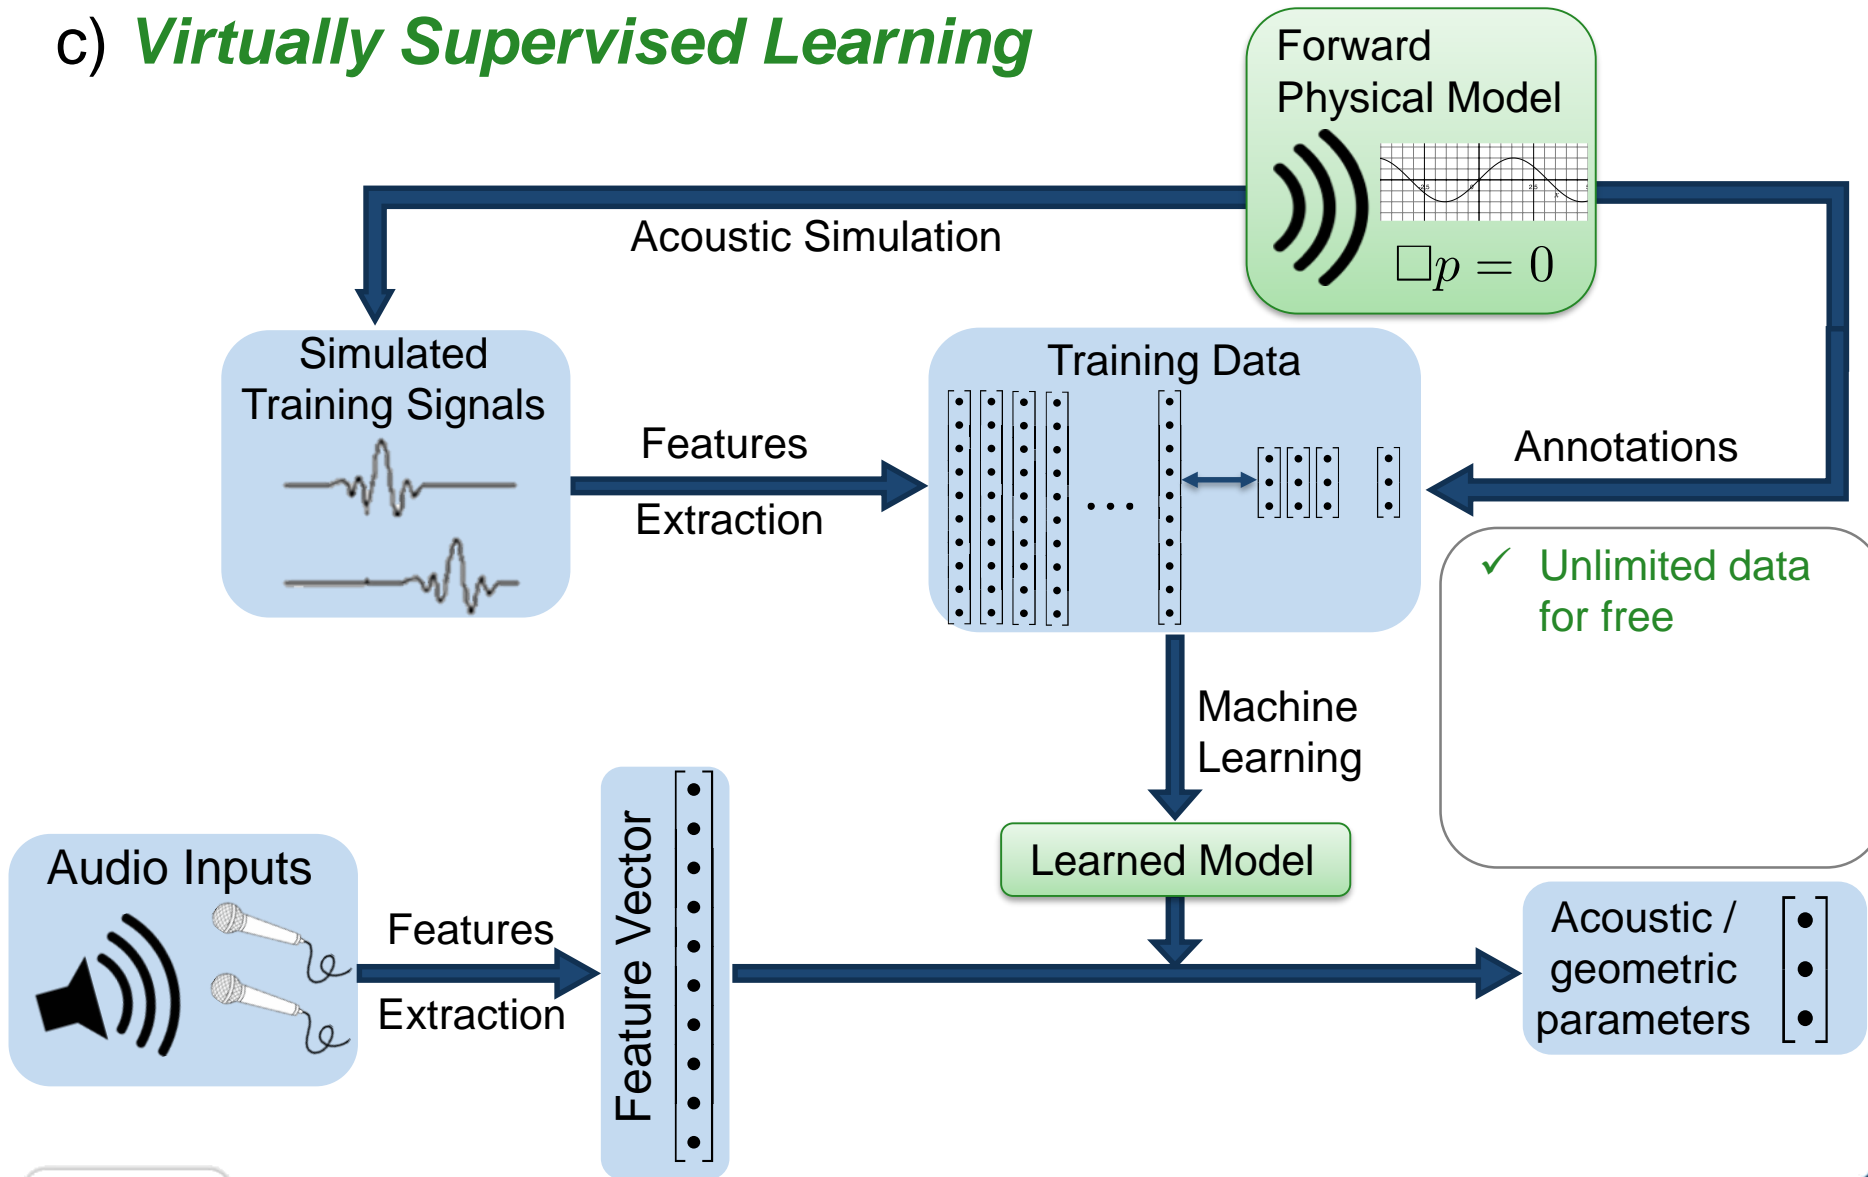 c) Virtually Supervised Learning
Forward
Physical Model
□p = 0
Acoustic Simulation
Simulated
Training Signals
Features
Extraction
Training Data
...
Annotations
✓ Unlimited data
for free
Machine
Learning
Learned Model
Audio Inputs
Features
Extraction
Feature Vector
Acoustic /
geometric
parameters